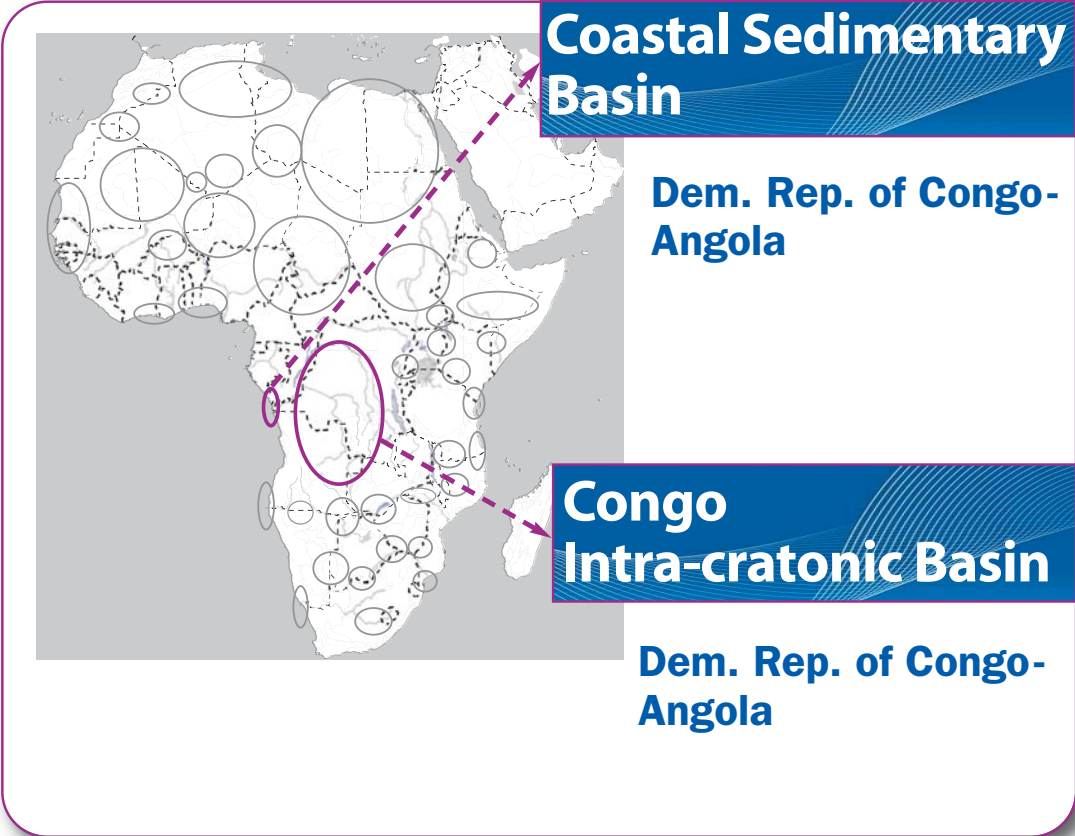 Coastal Sedimentary
Basin
Dem. Rep. of Congo-
Angola
Congo
Intra-cratonic Basin
Dem. Rep. of Congo-
Angola